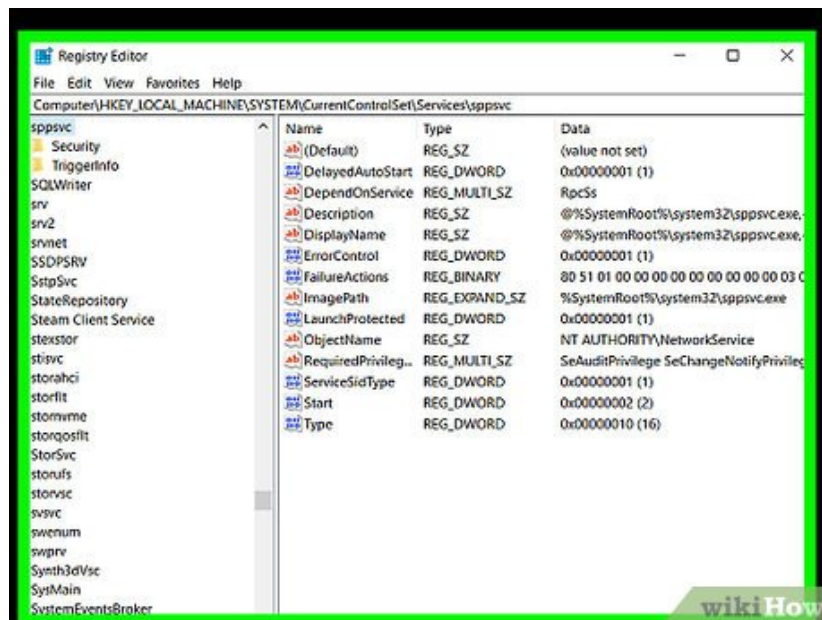 Registry Editor
File Edit View Favorites Help
Computer\HKEY_LOCAL_MACHINE\SYSTEM\CurrentControlSet\Services\sppsvc
sppsvc
Security
TriggerInfo
SQLWriter
srv
srv2
srvnet
SSDPSRV
SstpSvc
StateRepository
Steam Client Service
stexstor
stisvc
storahci
storflt
stornvme
storqosflt
StorSvc
storufs
storvsc
svsvc
swenum
swprv
Synth3dVsc
SysMain
SystemEventsBroker
Name Type Data
(Default) REG_SZ (value not set)
DelayedAutoStart REG_DWORD 0x00000001 (1)
DependOnService REG_MULTI_SZ RpcSs
Description REG_SZ @%SystemRoot%\system32\sppsvc.exe,-
DisplayName REG_SZ @%SystemRoot%\system32\sppsvc.exe,-
ErrorControl REG_DWORD 0x00000001 (1)
FailureActions REG_BINARY 80 51 01 00 00 00 00 00 00 00 00 00 03 0
ImagePath REG_EXPAND_SZ %SystemRoot%\system32\sppsvc.exe
LaunchProtected REG_DWORD 0x00000001 (1)
ObjectName REG_SZ NT AUTHORITY\NetworkService
RequiredPrivileg... REG_MULTI_SZ SeAuditPrivilege SeChangeNotifyPrivileg
ServiceSidType REG_DWORD 0x00000001 (1)
Start REG_DWORD 0x00000002 (2)
Type REG_DWORD 0x00000010 (16)
wikiHow